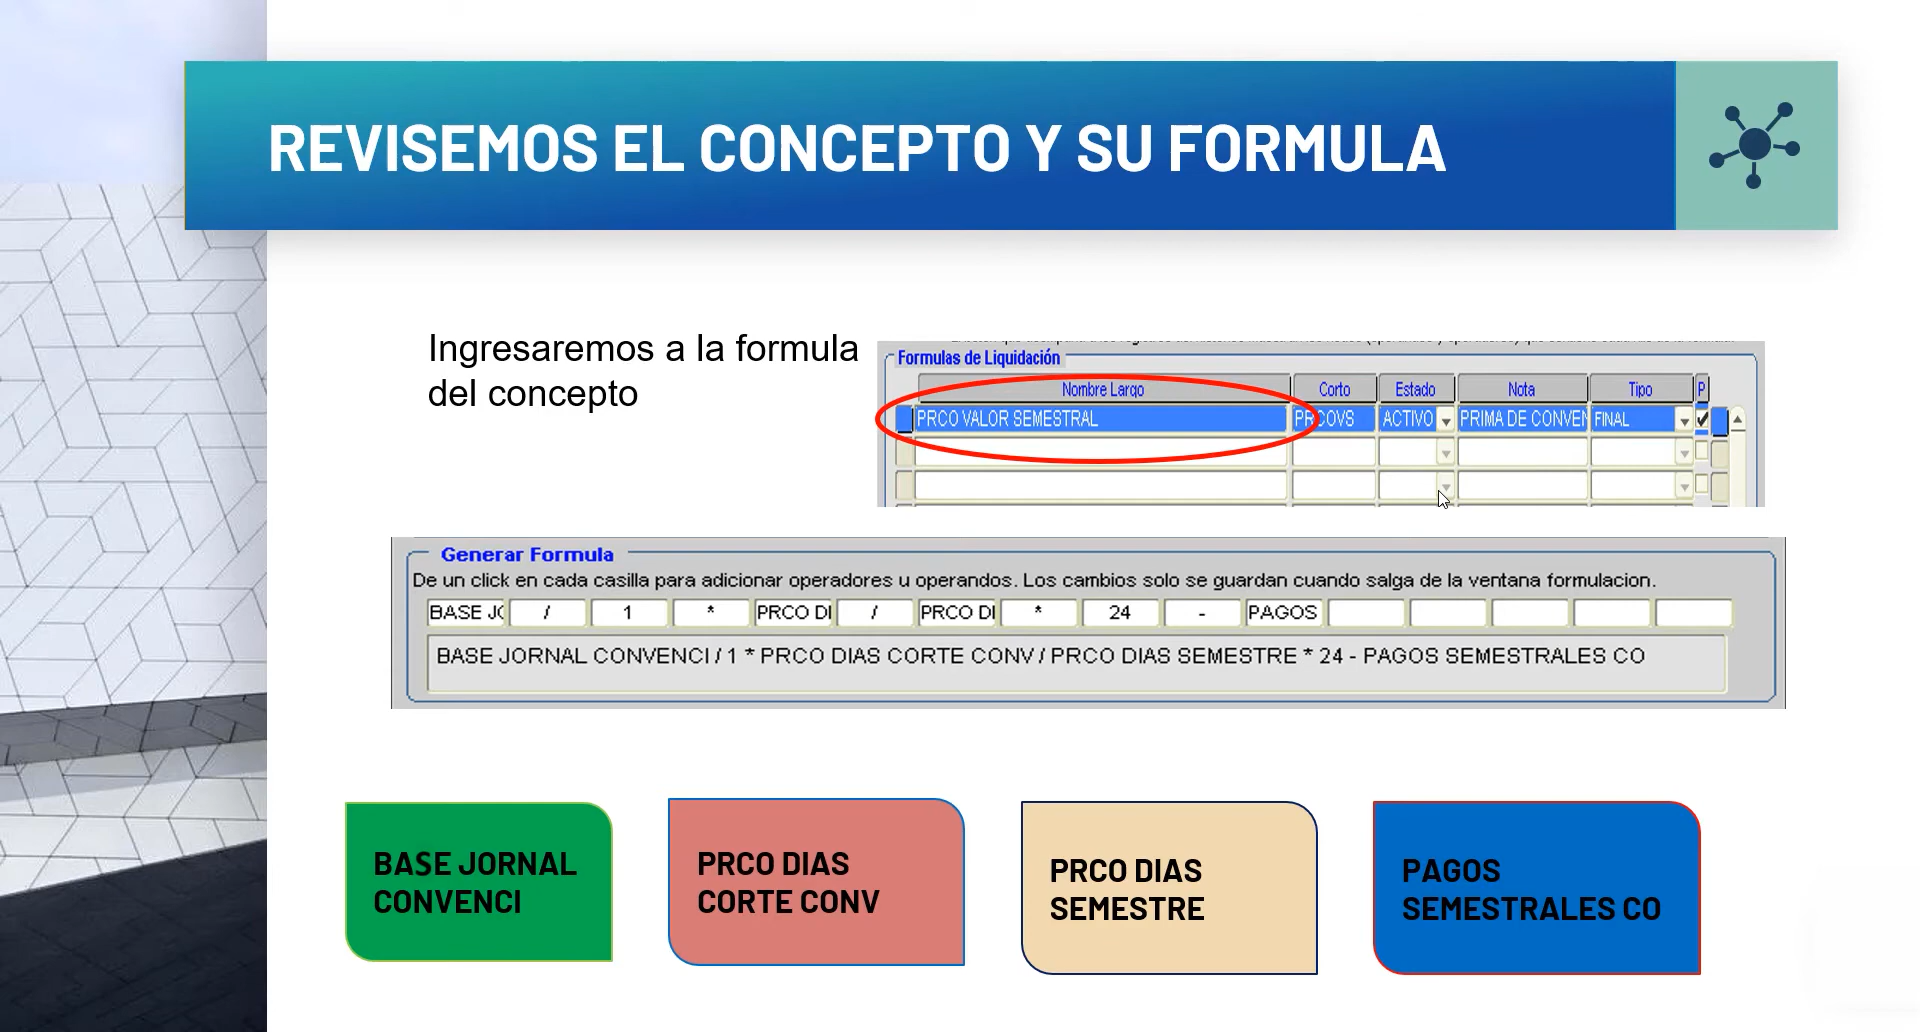 REVISEMOS EL CONCEPTO Y SU FORMULA
Ingresaremos a la formula
del concepto
Formulas de Liquidación
Nombre Largo Corto Estado Nota Tipo P
PRCO VALOR SEMESTRAL PRCOVS ACTIVO PRIMA DE CONVEN FINAL
Generar Formula
De un click en cada casilla para adicionar operadores u operandos. Los cambios solo se guardan cuando salga de la ventana formulacion.
BASE JO / 1 * PRCO DI / PRCO DI * 24 - PAGOS
BASE JORNAL CONVENCI / 1 * PRCO DIAS CORTE CONV / PRCO DIAS SEMESTRE * 24 - PAGOS SEMESTRALES CO
BASE JORNAL
CONVENCI
PRCO DIAS
CORTE CONV
PRCO DIAS
SEMESTRE
PAGOS
SEMESTRALES CO